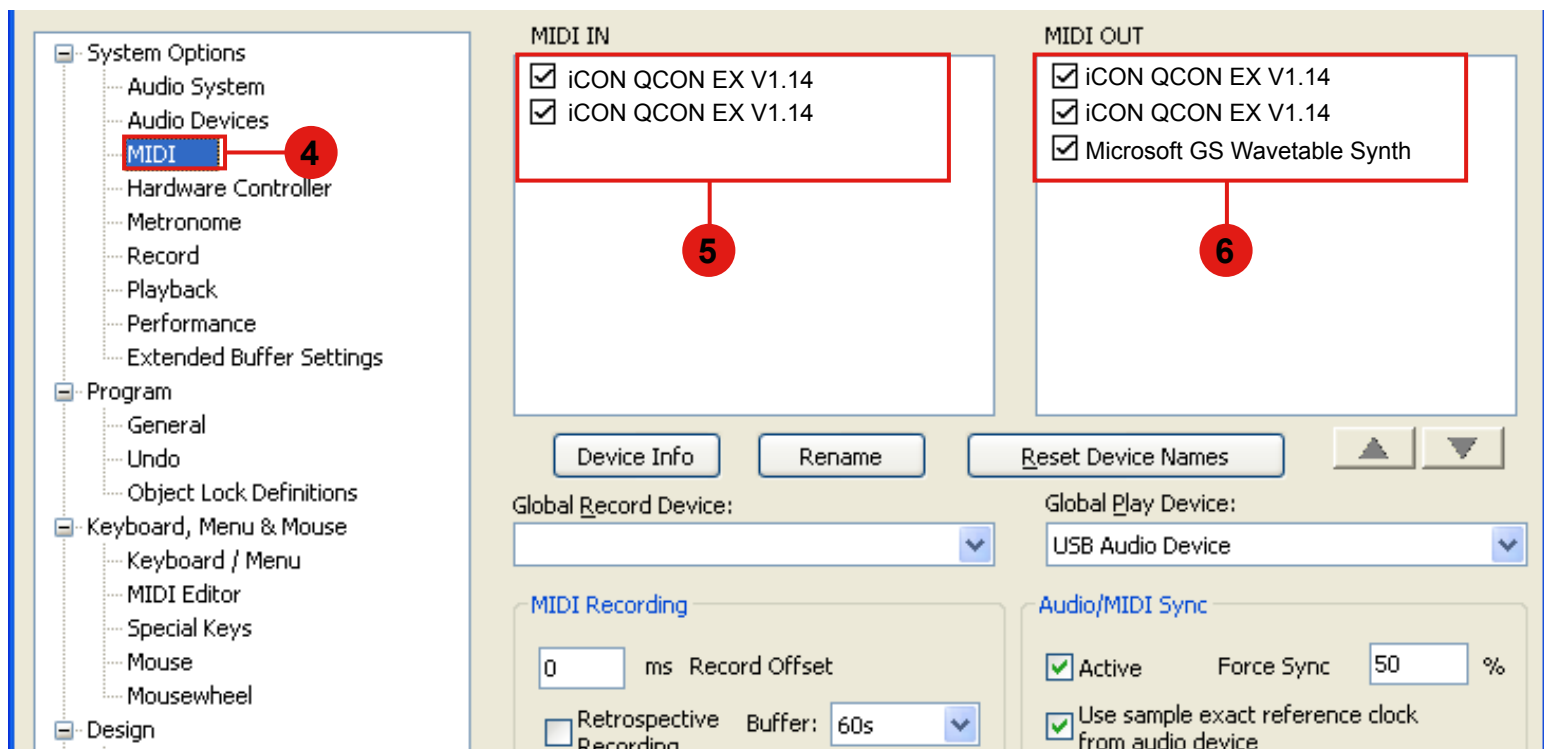 System Options
Audio System
Audio Devices
MIDI
4
Hardware Controller
Metronome
Record
Playback
Performance
Extended Buffer Settings
Program
General
Undo
Object Lock Definitions
Keyboard, Menu & Mouse
Keyboard / Menu
MIDI Editor
Special Keys
Mouse
Mousewheel
Design
MIDI IN
iCON QCON EX V1.14
iCON QCON EX V1.14
5
MIDI OUT
iCON QCON EX V1.14
iCON QCON EX V1.14
Microsoft GS Wavetable Synth
6
Device Info
Rename
Reset Device Names
Global Record Device:
Global Play Device:
USB Audio Device
MIDI Recording
0 ms Record Offset
Retrospective Recording
Buffer: 60s
Audio/MIDI Sync
Active
Force Sync 50 %
Use sample exact reference clock
from audio device